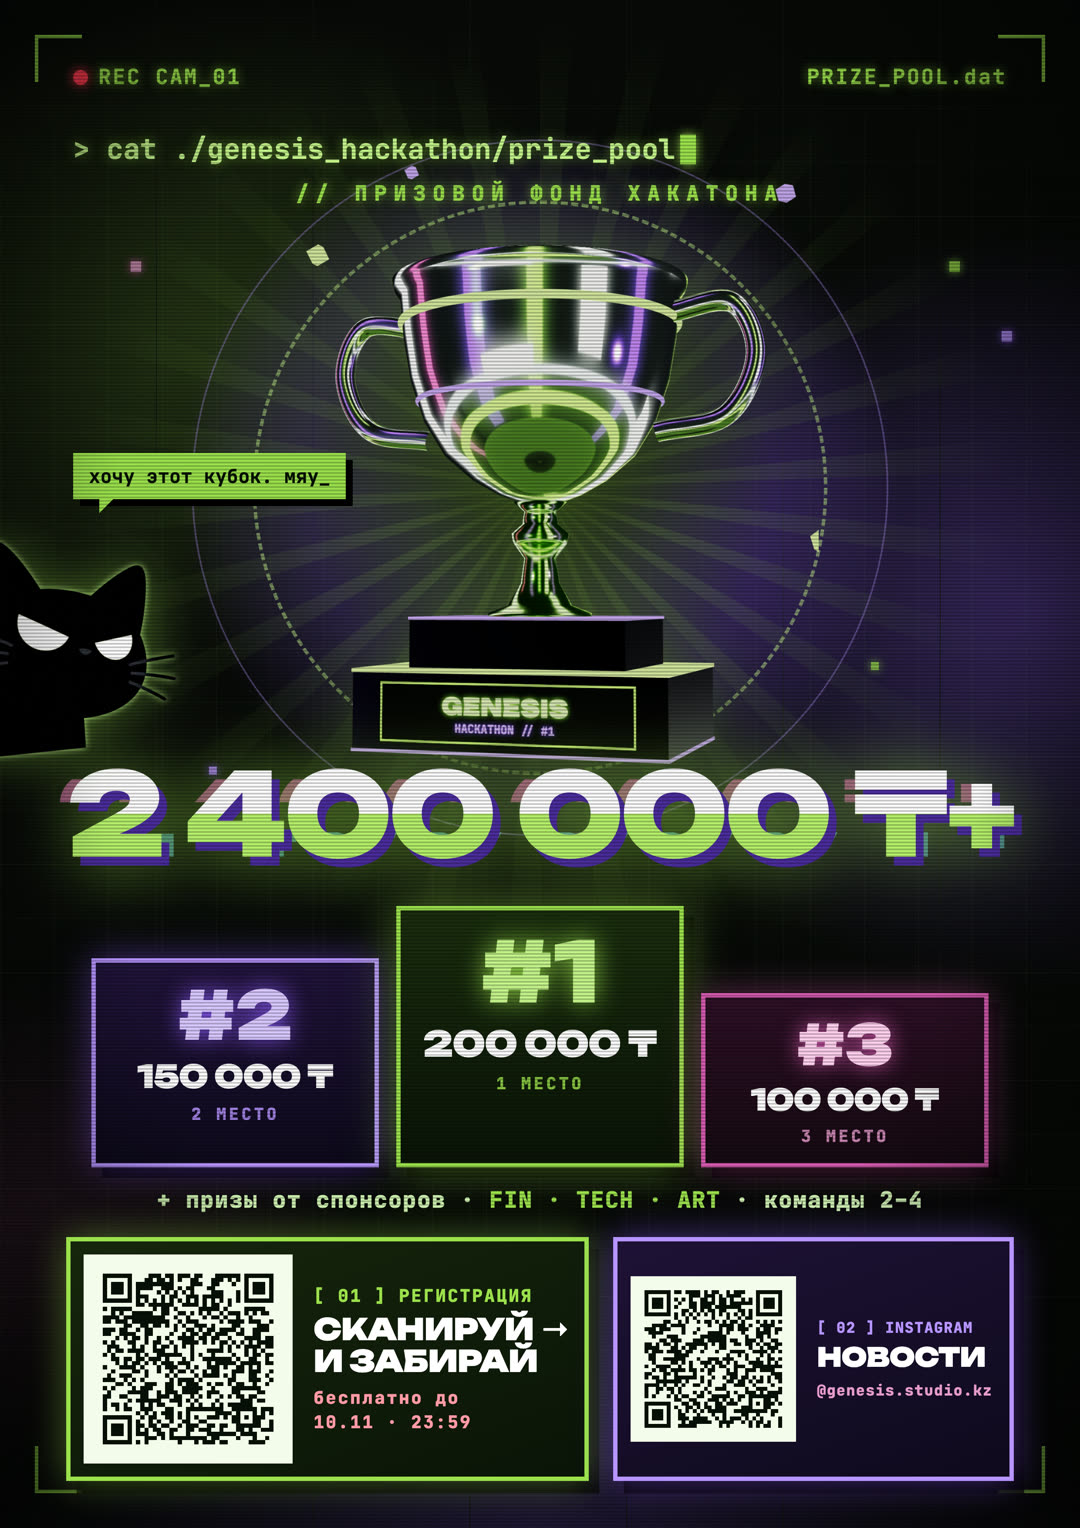 REC CAM_01
PRIZE_POOL.dat
> cat ./genesis_hackathon/prize_pool
// ПРИЗОВОЙ ФОНД ХАКАТОНА
хочу этот кубок. мяу_
GENESIS
HACKATHON // #1
2 400 000 ₸+
#2
150 000 ₸
2 МЕСТО
#1
200 000 ₸
1 МЕСТО
#3
100 000 ₸
3 МЕСТО
+ призы от спонсоров · FIN · TECH · ART · команды 2–4
[ 01 ] РЕГИСТРАЦИЯ
СКАНИРУЙ →
И ЗАБИРАЙ
бесплатно до
10.11 · 23:59
[ 02 ] INSTAGRAM
НОВОСТИ
@genesis.studio.kz